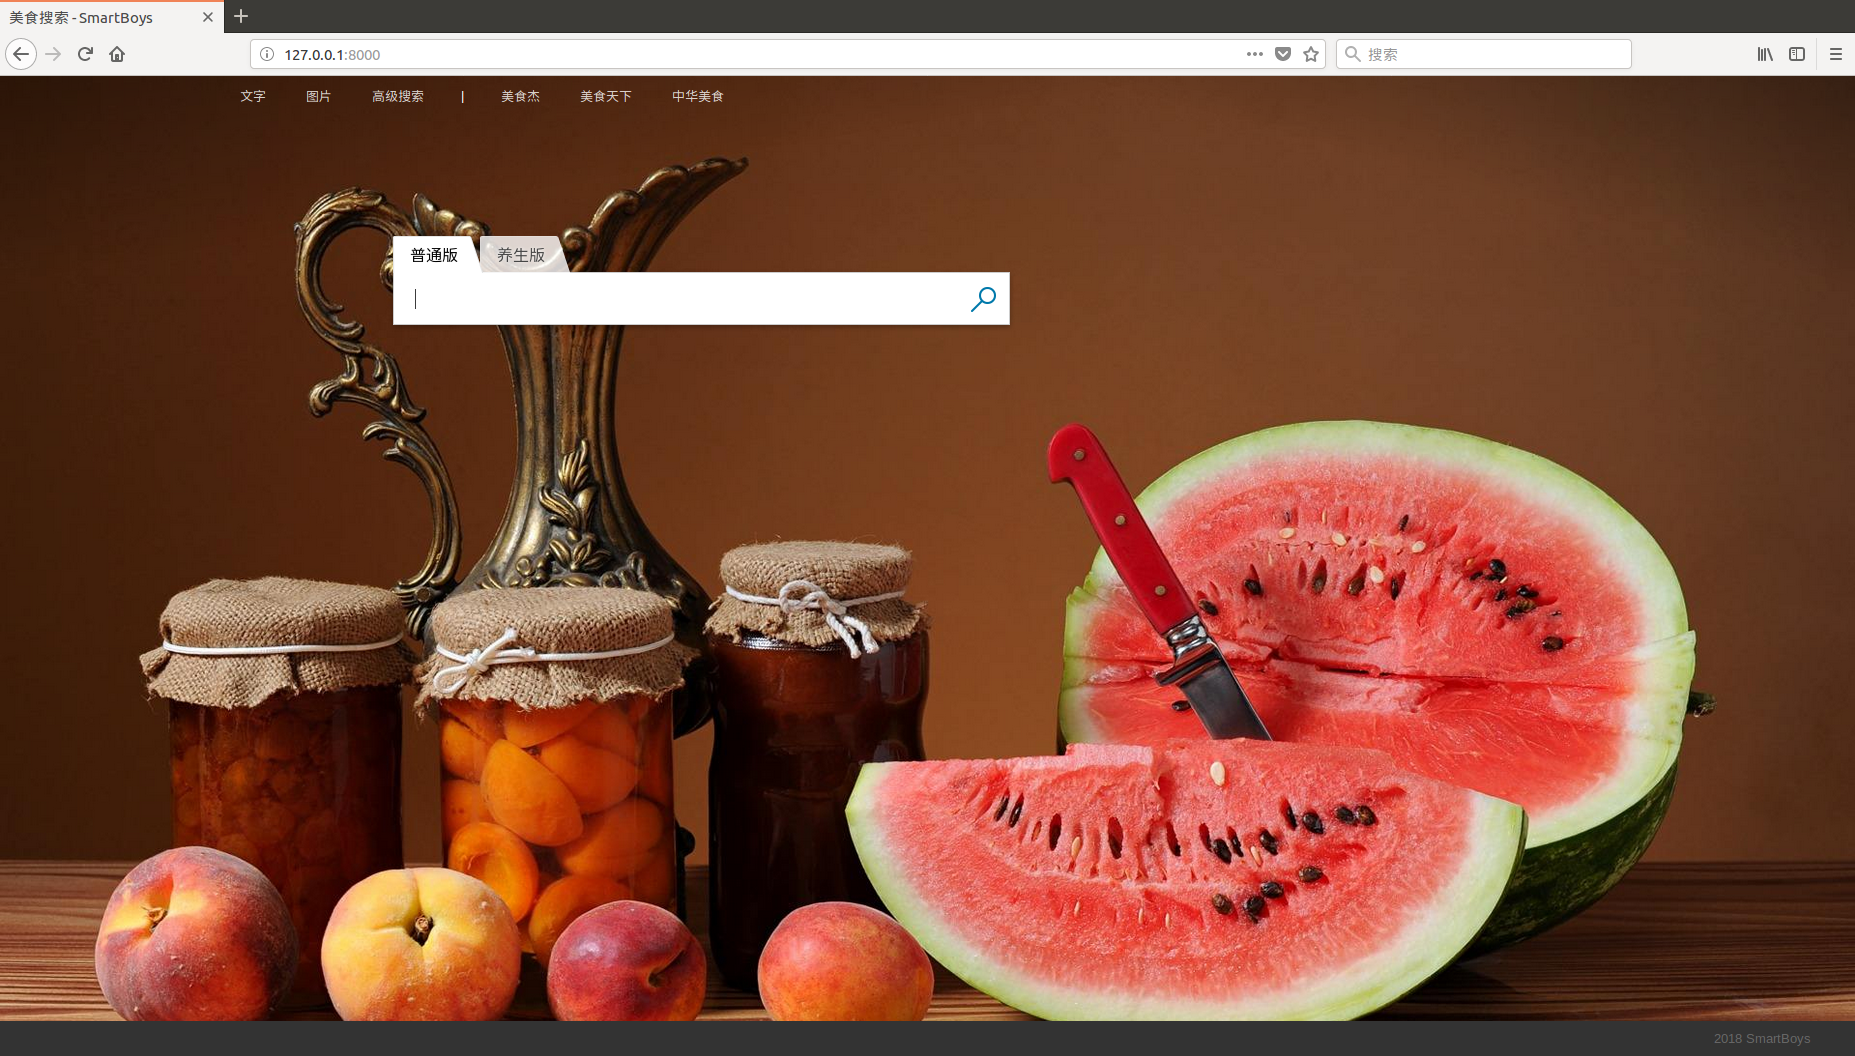 美食搜索 - SmartBoys
127.0.0.1:8000
搜索
文字 图片 高级搜索 | 美食杰 美食天下 中华美食
普通版 养生版
2018 SmartBoys